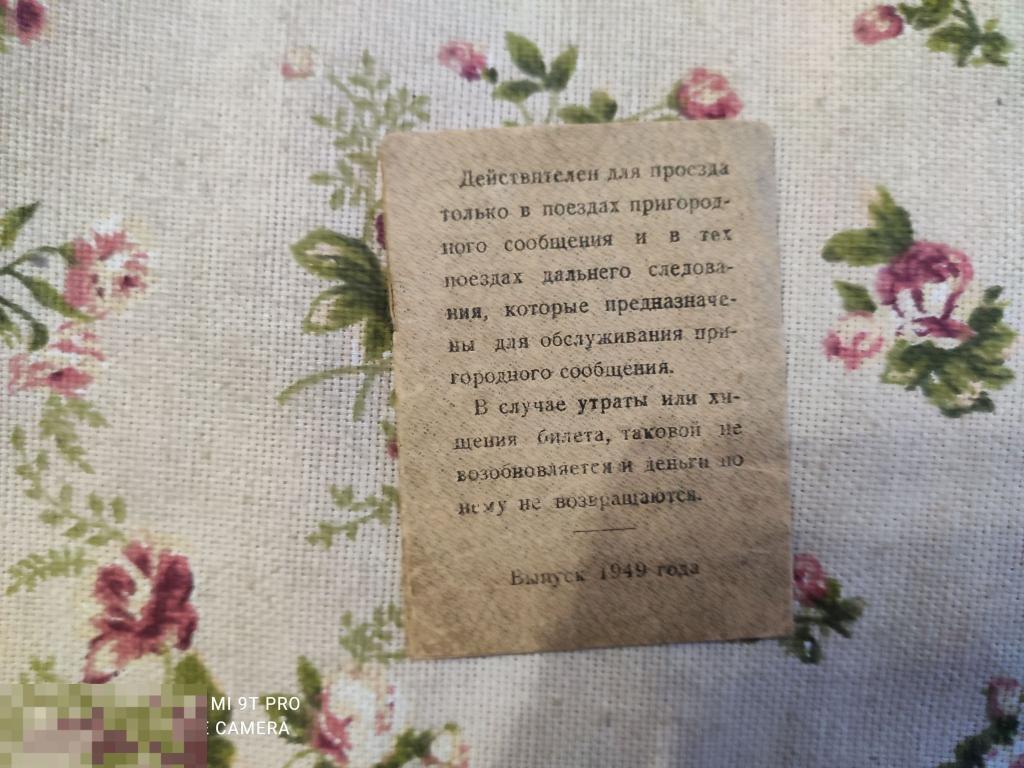 Действителен для проезда
только в поездах пригород-
ного сообщения и в тех
поездах дальнего следова-
ния, которые предназначе-
ны для обслуживания при-
городного сообщения.
В случае утраты или хи-
щения билета, таковой не
возобновляется и деньги по
нему не возвращаются.
Выпуск 1949 года
MI 9T PRO
E CAMERA